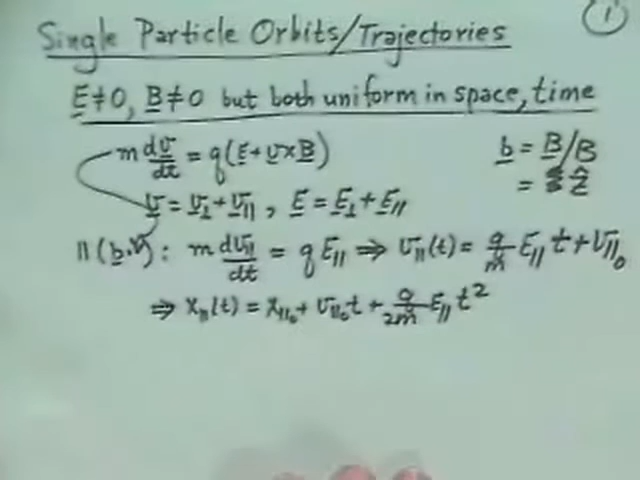 ①
Single Particle Orbits/Trajectories
E≠0, B≠0 but both uniform in space, time
m dv/dt = q(E + v × B)
b = B/B
= ẑ
v = v⊥ + v∥ , E = E⊥ + E∥
∥ (b·v) : m dv∥/dt = q E∥ ⇒ v∥(t) = q/m E∥ t + v∥₀
⇒ x∥(t) = x∥₀ + v∥₀ t + q/2m E∥ t²